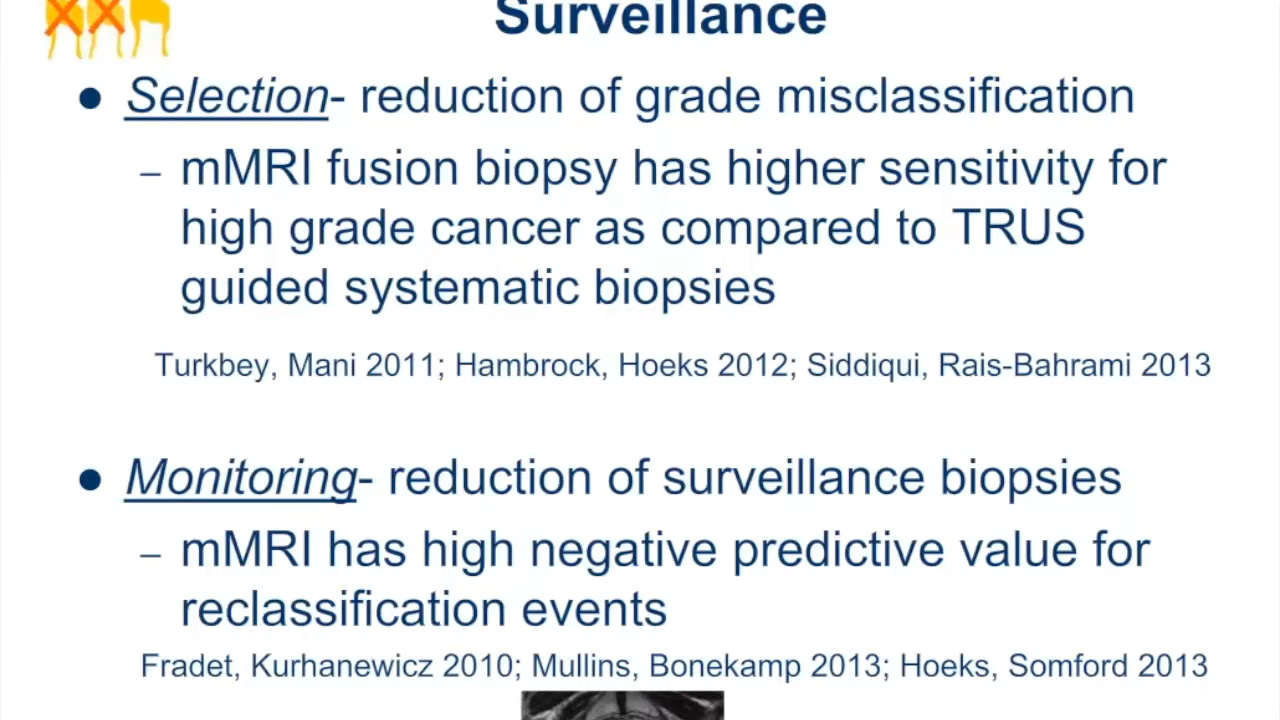 Surveillance
● Selection- reduction of grade misclassification
– mMRI fusion biopsy has higher sensitivity for
high grade cancer as compared to TRUS
guided systematic biopsies
Turkbey, Mani 2011; Hambrock, Hoeks 2012; Siddiqui, Rais-Bahrami 2013
● Monitoring- reduction of surveillance biopsies
– mMRI has high negative predictive value for
reclassification events
Fradet, Kurhanewicz 2010; Mullins, Bonekamp 2013; Hoeks, Somford 2013